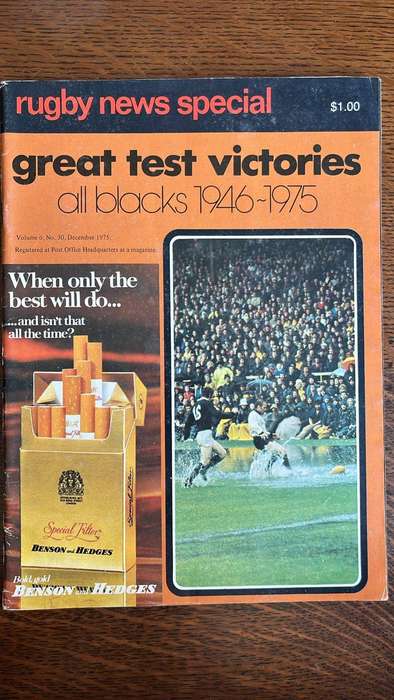 rugby news special
$1.00
great test victories
all blacks 1946-1975
Volume 6, No. 30, December 1975.
Registered at Post Office Headquarters as a magazine.
When only the
best will do...
...and isn't that
all the time?
Special Filter
BENSON and HEDGES
Bold, gold
BENSON and HEDGES